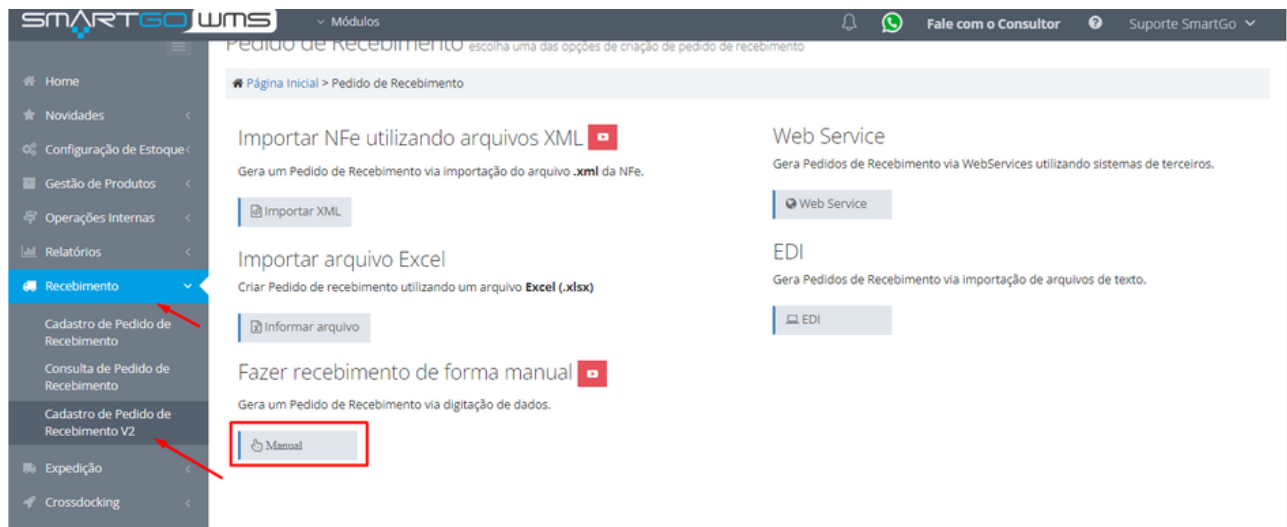 SMARTGO WMS
Módulos
Fale com o Consultor
Suporte SmartGo
Pedido de Recebimento escolha uma das opções de criação de pedido de recebimento
Home
Novidades
Configuração de Estoque
Gestão de Produtos
Operações Internas
Relatórios
Recebimento
Cadastro de Pedido de
Recebimento
Consulta de Pedido de
Recebimento
Cadastro de Pedido de
Recebimento V2
Expedição
Crossdocking
Página Inicial > Pedido de Recebimento
Importar NFe utilizando arquivos XML
Gera um Pedido de Recebimento via importação do arquivo .xml da NFe.
Importar XML
Importar arquivo Excel
Criar Pedido de recebimento utilizando um arquivo Excel (.xlsx)
Informar arquivo
Fazer recebimento de forma manual
Gera um Pedido de Recebimento via digitação de dados.
Manual
Web Service
Gera Pedidos de Recebimento via WebServices utilizando sistemas de terceiros.
Web Service
EDI
Gera Pedidos de Recebimento via importação de arquivos de texto.
EDI